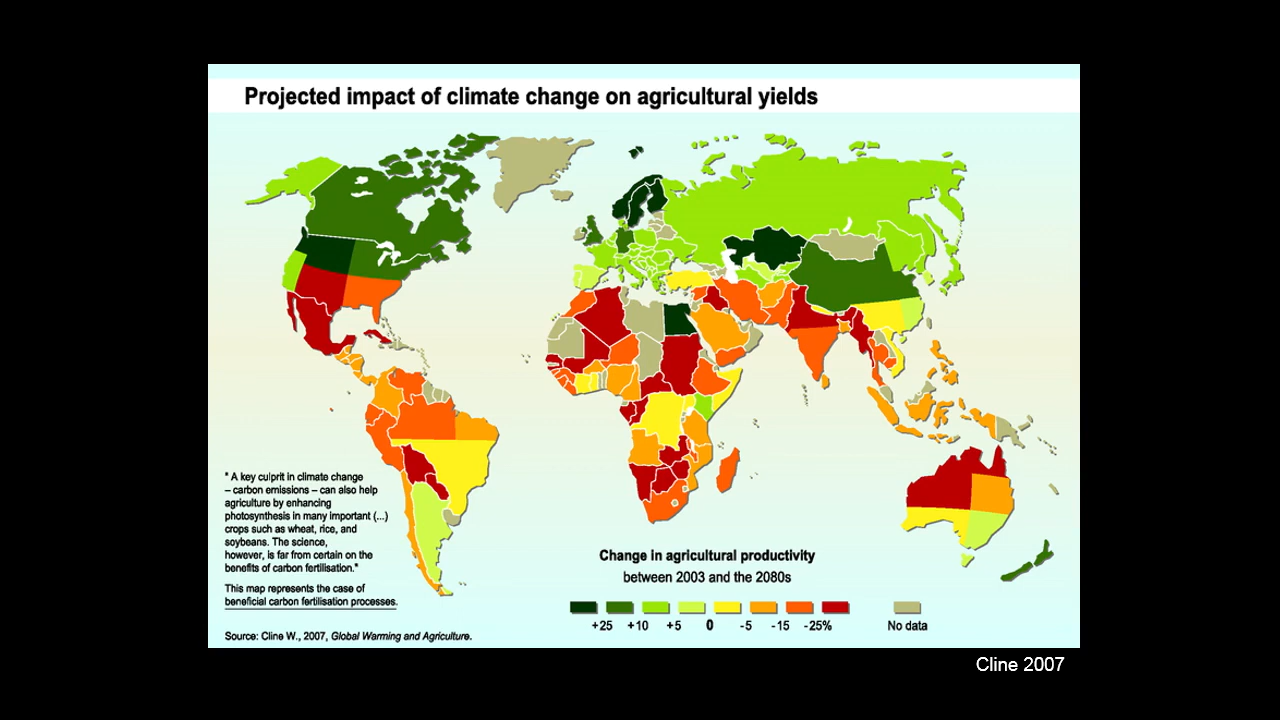 Projected impact of climate change on agricultural yields
" A key culprit in climate change
– carbon emissions – can also help
agriculture by enhancing
photosynthesis in many important (...)
crops such as wheat, rice, and
soybeans. The science,
however, is far from certain on the
benefits of carbon fertilisation."
This map represents the case of
beneficial carbon fertilisation processes.
Source: Cline W., 2007, Global Warming and Agriculture.
Change in agricultural productivity
between 2003 and the 2080s
+25 +10 +5 0 -5 -15 -25% No data
Cline 2007